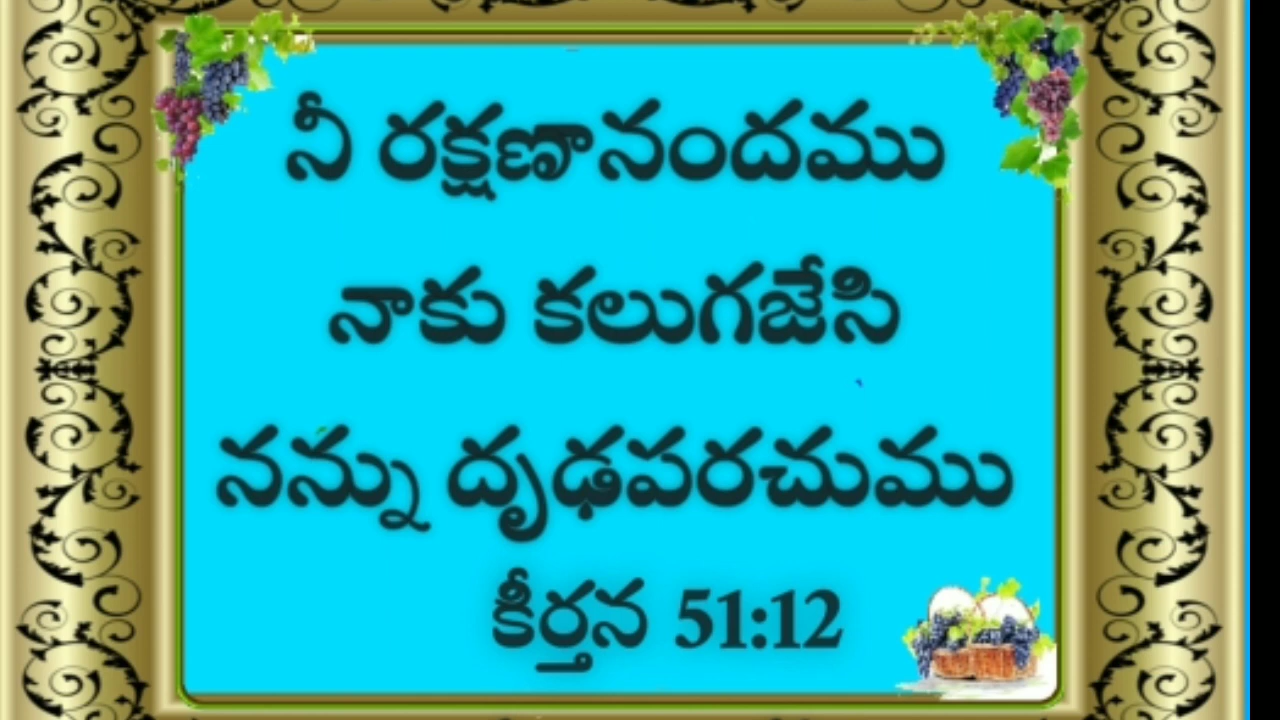 నీ రక్షణానందము
నాకు కలుగజేసి
నన్ను దృఢపరచుము
కీర్తన 51:12